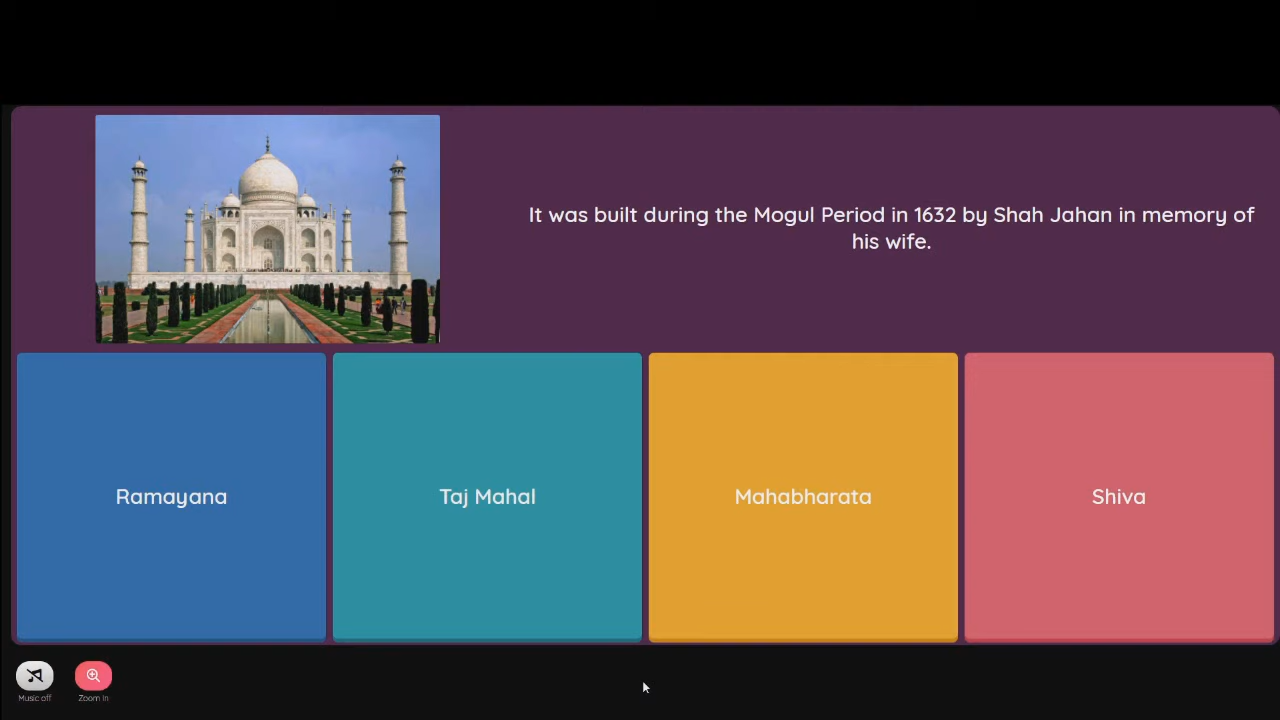 It was built during the Mogul Period in 1632 by Shah Jahan in memory of
his wife.
Ramayana
Taj Mahal
Mahabharata
Shiva
Music off
Zoom in